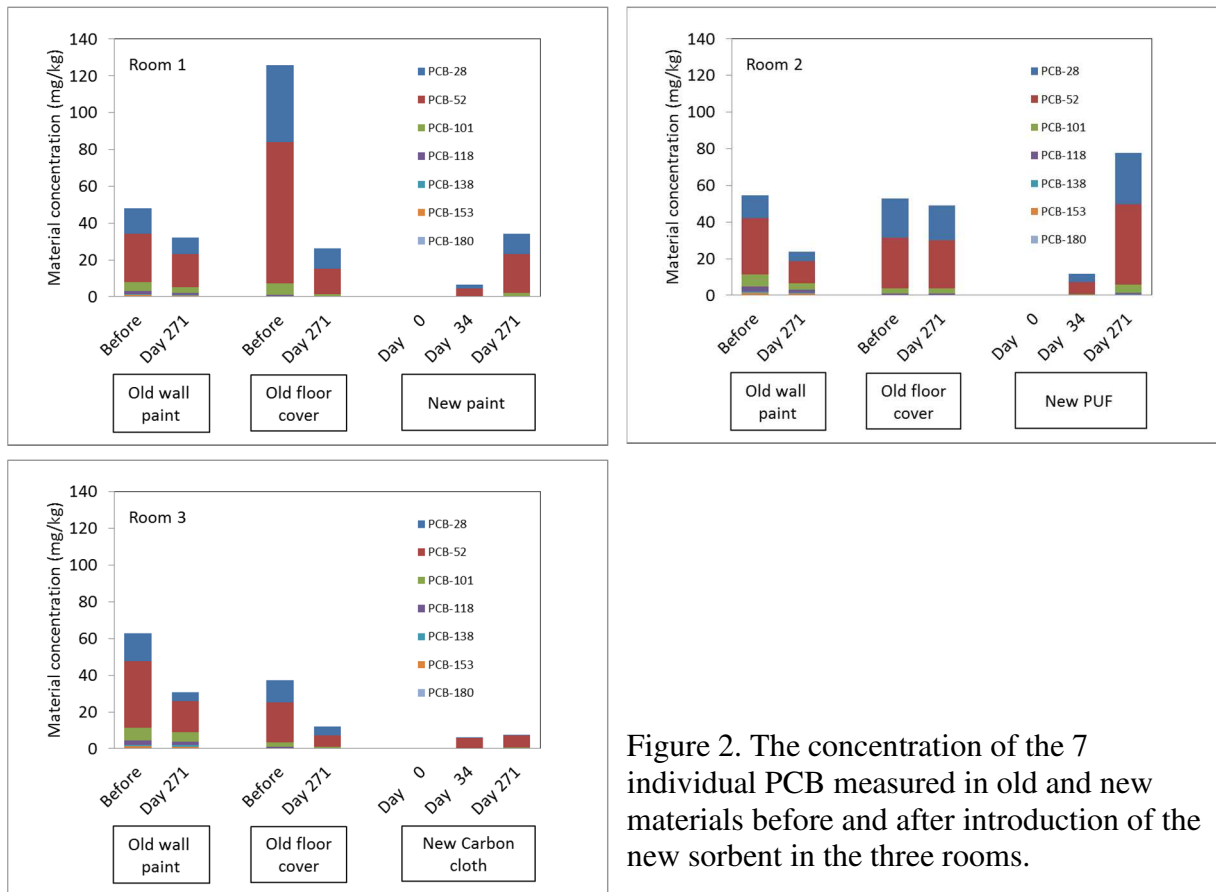 Material concentration (mg/kg)
140
120
100
80
60
40
20
0
Room 1
PCB-28
PCB-52
PCB-101
PCB-118
PCB-138
PCB-153
PCB-180
Before
Day 271
Before
Day 271
Day 0
Day 34
Day 271
Old wall
paint
Old floor
cover
New paint
Material concentration (mg/kg)
140
120
100
80
60
40
20
0
Room 2
PCB-28
PCB-52
PCB-101
PCB-118
PCB-138
PCB-153
PCB-180
Before
Day 271
Before
Day 271
Day 0
Day 34
Day 271
Old wall
paint
Old floor
cover
New PUF
Material concentration (mg/kg)
140
120
100
80
60
40
20
0
Room 3
PCB-28
PCB-52
PCB-101
PCB-118
PCB-138
PCB-153
PCB-180
Before
Day 271
Before
Day 271
Day 0
Day 34
Day 271
Old wall
paint
Old floor
cover
New Carbon
cloth
Figure 2. The concentration of the 7
individual PCB measured in old and new
materials before and after introduction of the
new sorbent in the three rooms.